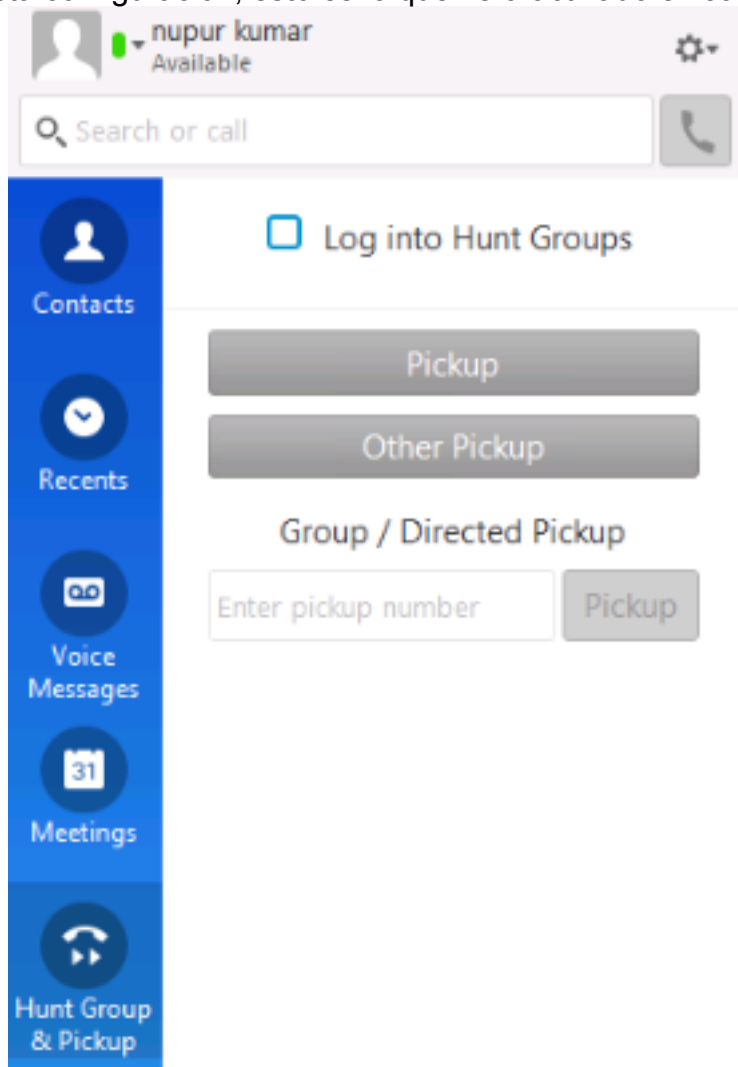 nupur kumar
Available
Search or call
Contacts
Log into Hunt Groups
Pickup
Other Pickup
Recents
Group / Directed Pickup
Enter pickup number
Pickup
Voice
Messages
31
Meetings
Hunt Group
& Pickup